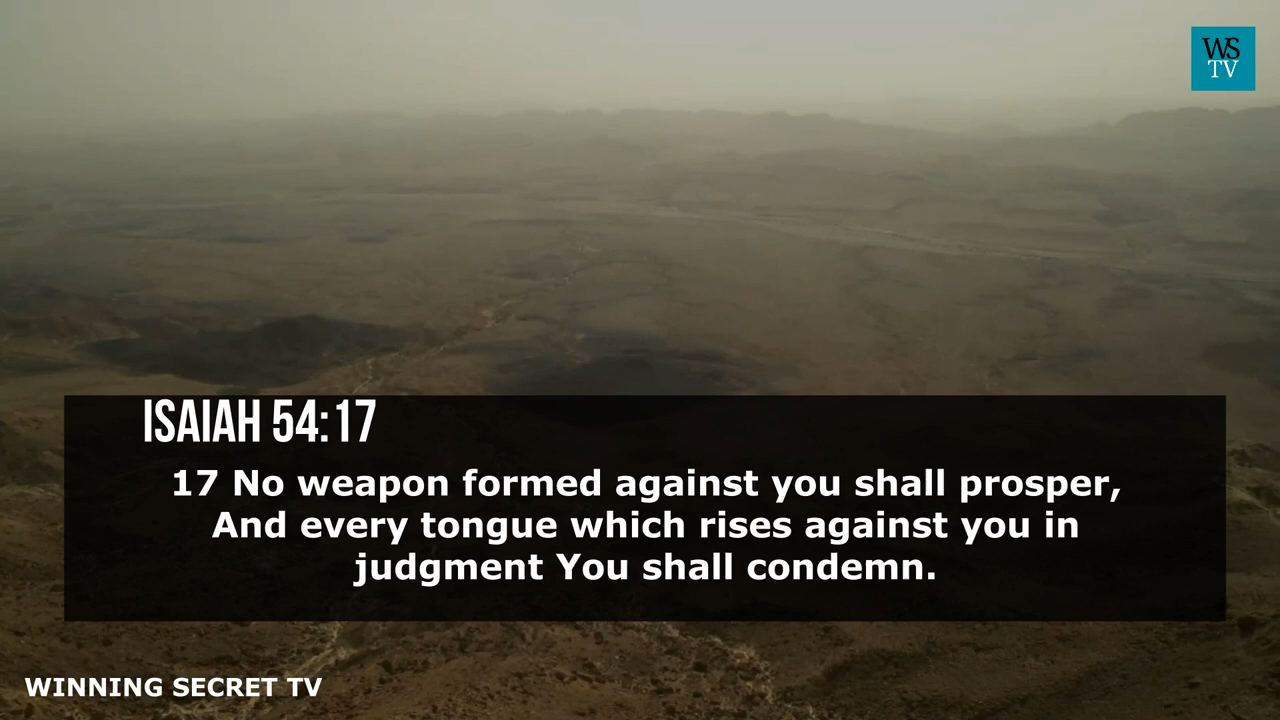 WS
TV
ISAIAH 54:17
17 No weapon formed against you shall prosper,
And every tongue which rises against you in
judgment You shall condemn.
WINNING SECRET TV